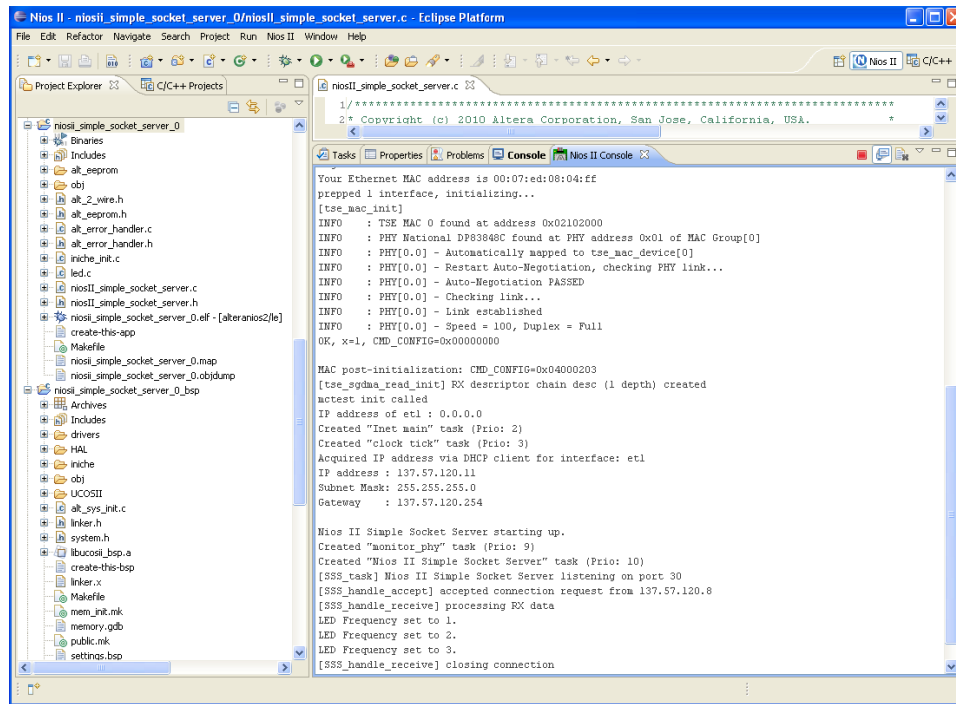 Nios II - niosii_simple_socket_server_0/niosII_simple_socket_server.c - Eclipse Platform
File Edit Refactor Navigate Search Project Run Nios II Window Help
Nios II C/C++
Project Explorer C/C++ Projects
niosii_simple_socket_server_0
Binaries
Includes
alt_eeprom
obj
alt_2_wire.h
alt_eeprom.h
alt_error_handler.c
alt_error_handler.h
iniche_init.c
led.c
niosII_simple_socket_server.c
niosII_simple_socket_server.h
niosii_simple_socket_server_0.elf - [alteranios2/le]
create-this-app
Makefile
niosii_simple_socket_server_0.map
niosii_simple_socket_server_0.objdump
niosii_simple_socket_server_0_bsp
Archives
Includes
drivers
HAL
iniche
obj
UCOSII
alt_sys_init.c
linker.h
system.h
libucosii_bsp.a
create-this-bsp
linker.x
Makefile
mem_init.mk
memory.gdb
public.mk
settings.bsp
niosII_simple_socket_server.c
1/******************************************************************************
2* Copyright (c) 2010 Altera Corporation, San Jose, California, USA. *
Tasks Properties Problems Console Nios II Console
Your Ethernet MAC address is 00:07:ed:08:04:ff
prepped 1 interface, initializing...
[tse_mac_init]
INFO : TSE MAC 0 found at address 0x02102000
INFO : PHY National DP83848C found at PHY address 0x01 of MAC Group[0]
INFO : PHY[0.0] - Automatically mapped to tse_mac_device[0]
INFO : PHY[0.0] - Restart Auto-Negotiation, checking PHY link...
INFO : PHY[0.0] - Auto-Negotiation PASSED
INFO : PHY[0.0] - Checking link...
INFO : PHY[0.0] - Link established
INFO : PHY[0.0] - Speed = 100, Duplex = Full
OK, x=1, CMD_CONFIG=0x00000000
MAC post-initialization: CMD_CONFIG=0x04000203
[tse_sgdma_read_init] RX descriptor chain desc (1 depth) created
mctest init called
IP address of et1 : 0.0.0.0
Created "Inet main" task (Prio: 2)
Created "clock tick" task (Prio: 3)
Acquired IP address via DHCP client for interface: et1
IP address : 137.57.120.11
Subnet Mask: 255.255.255.0
Gateway : 137.57.120.254
Nios II Simple Socket Server starting up.
Created "monitor_phy" task (Prio: 9)
Created "Nios II Simple Socket Server" task (Prio: 10)
[SSS_task] Nios II Simple Socket Server listening on port 30
[SSS_handle_accept] accepted connection request from 137.57.120.8
[SSS_handle_receive] processing RX data
LED Frequency set to 1.
LED Frequency set to 2.
LED Frequency set to 3.
[SSS_handle_receive] closing connection